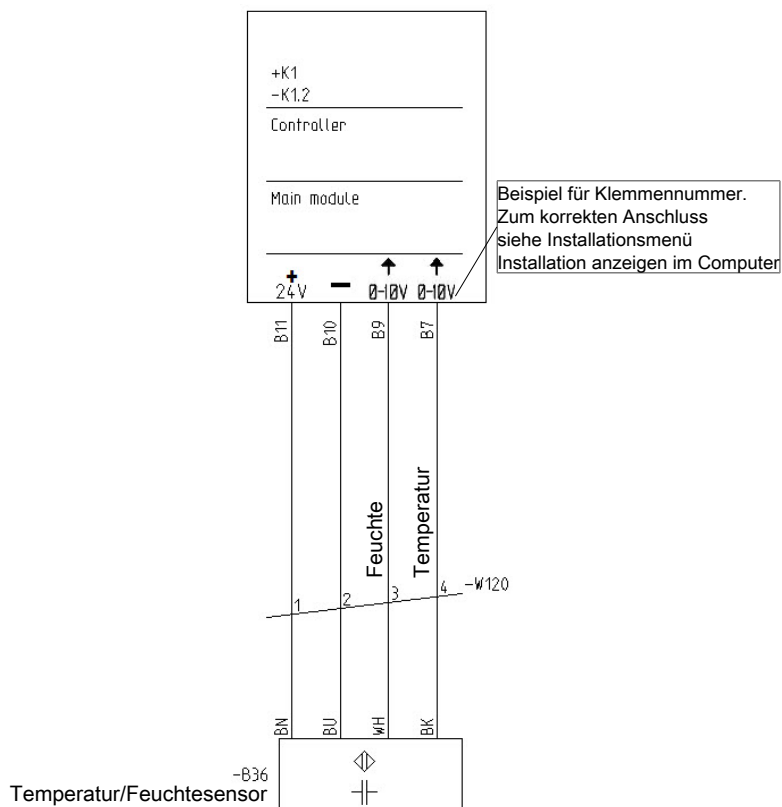 +K1
-K1.2
Controller
Main module
Beispiel für Klemmennummer.
Zum korrekten Anschluss
siehe Installationsmenü
Installation anzeigen im Computer
+ − 0-10V 0-10V
24V
B11 B10 B9 B7
Feuchte
Temperatur
1 2 3 4 -W120
BN BU WH BK
-B36
Temperatur/Feuchtesensor